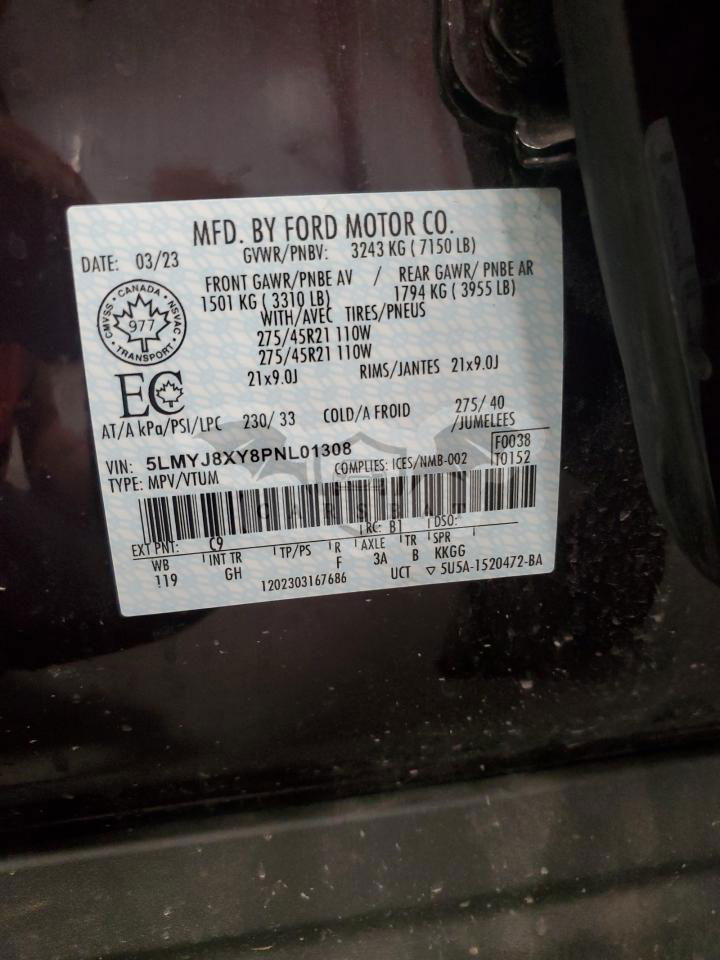 MFD. BY FORD MOTOR CO.
DATE: 03/23
GVWR/PNBV: 3243 KG ( 7150 LB)
FRONT GAWR/PNBE AV / REAR GAWR/ PNBE AR
1501 KG ( 3310 LB) 1794 KG ( 3955 LB)
WITH/AVEC TIRES/PNEUS
275/45R21 110W
275/45R21 110W
21x9.0J RIMS/JANTES 21x9.0J
CMVSS · CANADA · NSVAC · TRANSPORT
977
EC
AT/A kPa/PSI/LPC 230/ 33 COLD/A FROID 275/ 40
/JUMELEES
VIN: 5LMYJ8XY8PNL01308
F0038
TYPE: MPV/VTUM COMPLIES: ICES/NMB-002 T0152
EXT PNT: C9 RC: B1 DSO:
WB INT TR TP/PS R AXLE TR SPR
119 GH F 3A B KKGG
1202303167686 UCT ▽ 5U5A-1520472-BA